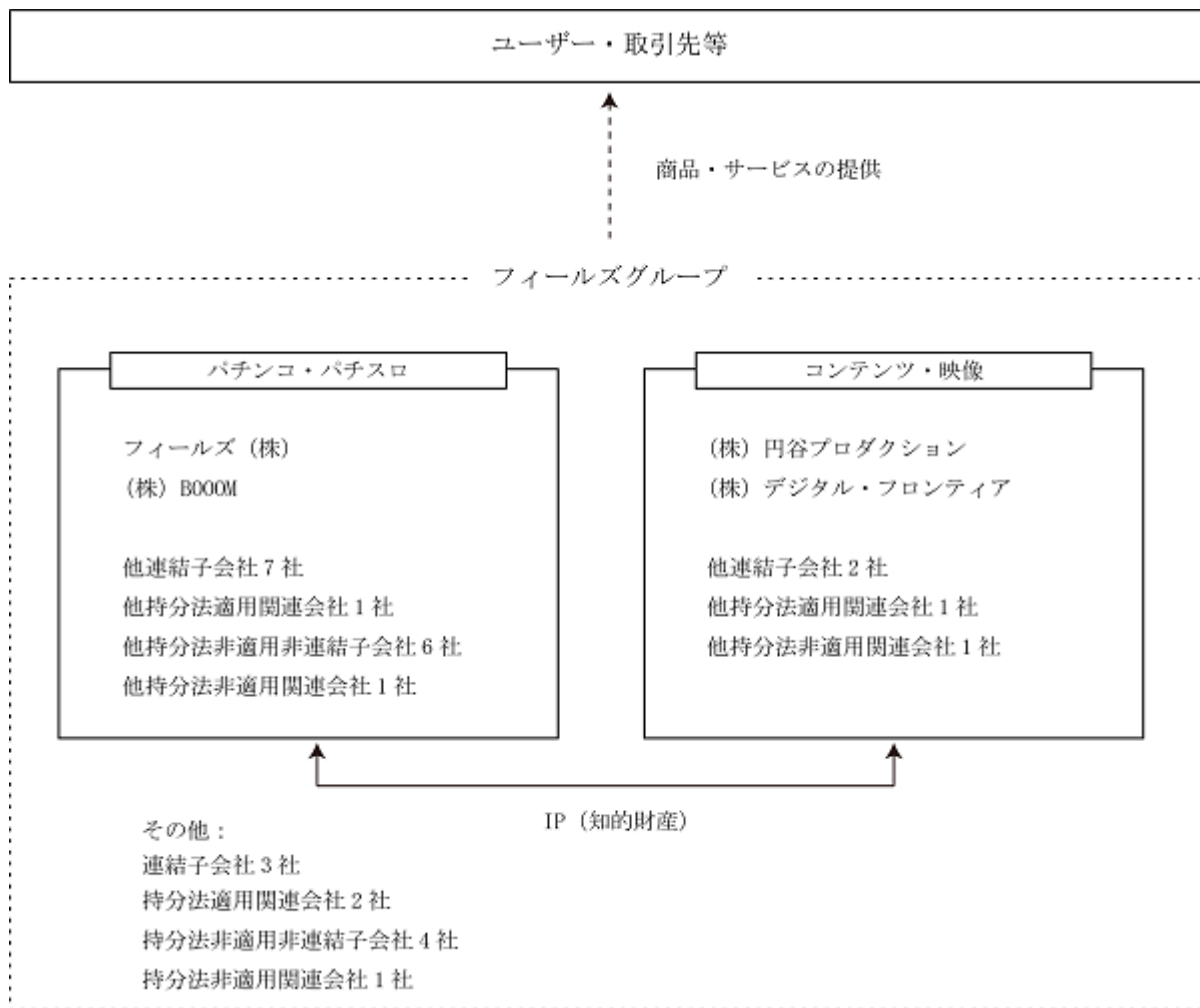 ユーザー・取引先等
商品・サービスの提供
フィールズグループ
パチンコ・パチスロ
フィールズ（株）
（株）BOOOM
他連結子会社７社
他持分法適用関連会社１社
他持分法非適用非連結子会社６社
他持分法非適用関連会社１社
コンテンツ・映像
（株）円谷プロダクション
（株）デジタル・フロンティア
他連結子会社２社
他持分法適用関連会社１社
他持分法非適用関連会社１社
IP（知的財産）
その他：
連結子会社３社
持分法適用関連会社２社
持分法非適用非連結子会社４社
持分法非適用関連会社１社